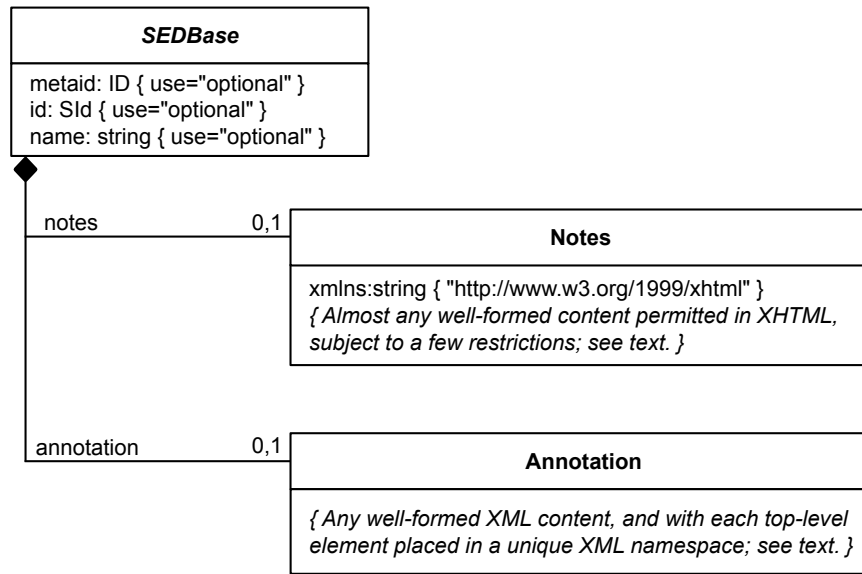 SEDBase
metaid: ID { use="optional" }
id: SId { use="optional" }
name: string { use="optional" }
notes
0,1
Notes
xmlns:string { "http://www.w3.org/1999/xhtml" }
{ Almost any well-formed content permitted in XHTML,
subject to a few restrictions; see text. }
annotation
0,1
Annotation
{ Any well-formed XML content, and with each top-level
element placed in a unique XML namespace; see text. }